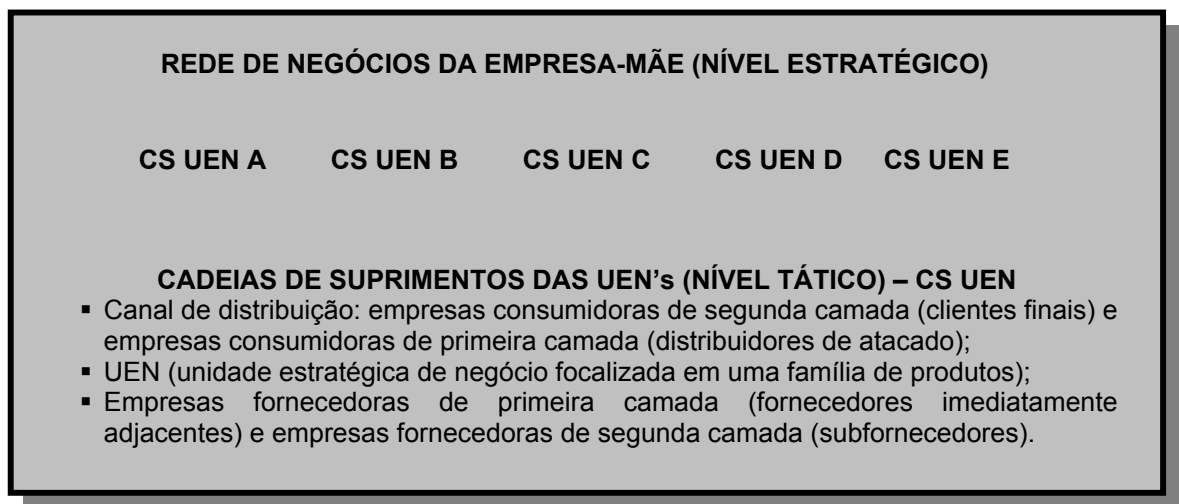 REDE DE NEGÓCIOS DA EMPRESA-MÃE (NÍVEL ESTRATÉGICO)
CS UEN A CS UEN B CS UEN C CS UEN D CS UEN E
CADEIAS DE SUPRIMENTOS DAS UEN's (NÍVEL TÁTICO) – CS UEN
▪ Canal de distribuição: empresas consumidoras de segunda camada (clientes finais) e
empresas consumidoras de primeira camada (distribuidores de atacado);
▪ UEN (unidade estratégica de negócio focalizada em uma família de produtos);
▪ Empresas fornecedoras de primeira camada (fornecedores imediatamente
adjacentes) e empresas fornecedoras de segunda camada (subfornecedores).